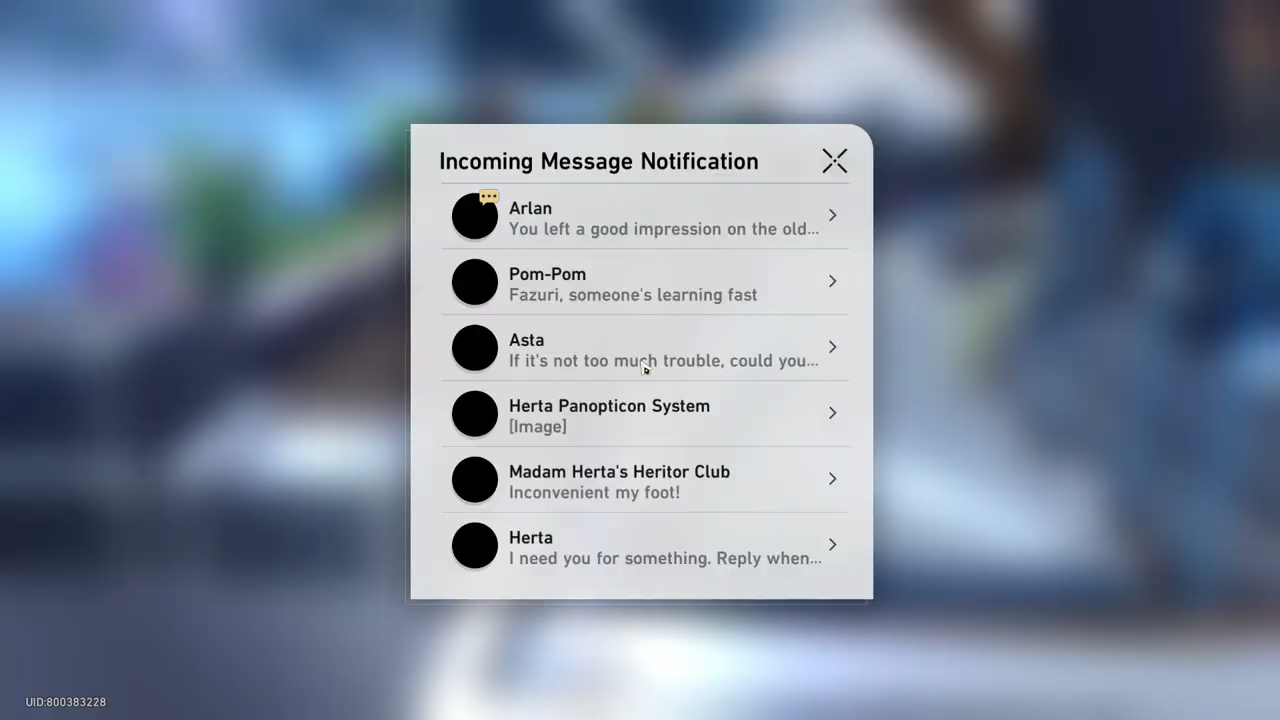 Incoming Message Notification
Arlan
You left a good impression on the old...
Pom-Pom
Fazuri, someone's learning fast
Asta
If it's not too much trouble, could you...
Herta Panopticon System
[Image]
Madam Herta's Heritor Club
Inconvenient my foot!
Herta
I need you for something. Reply when...
UID:800383228